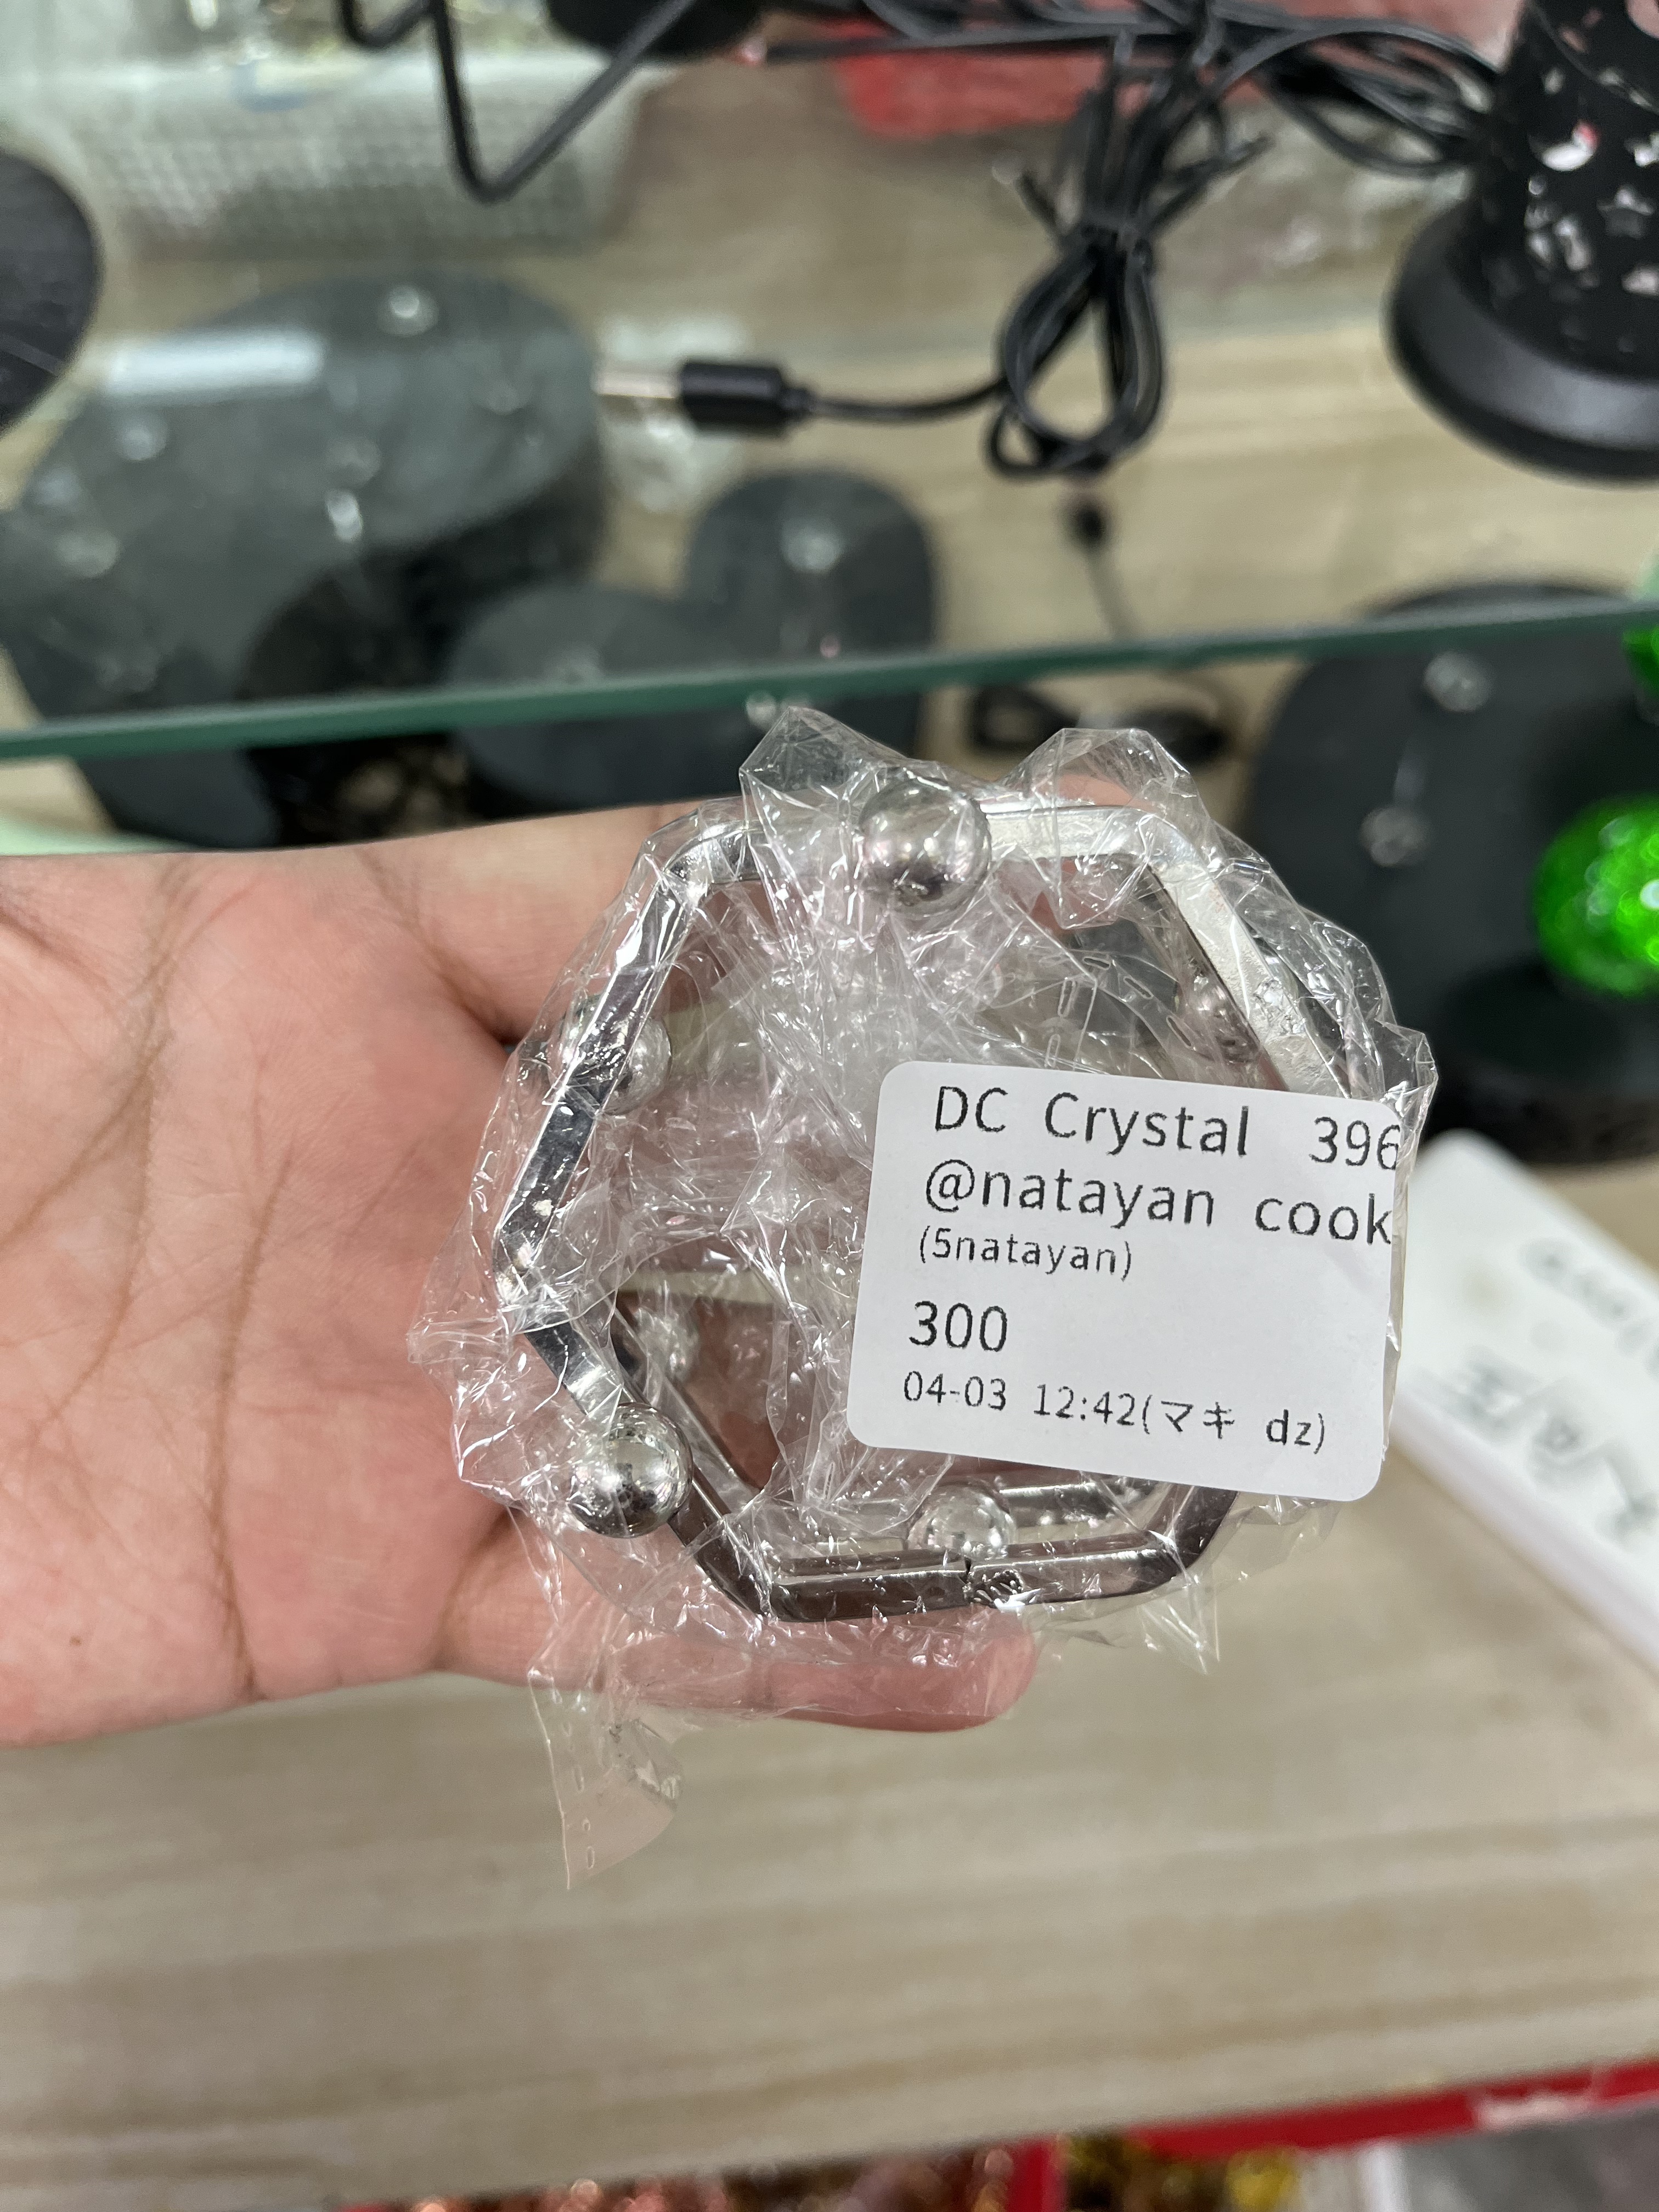 DC Crystal 396
@natayan cook
(5natayan)
300
04-03 12:42(マキ dz)